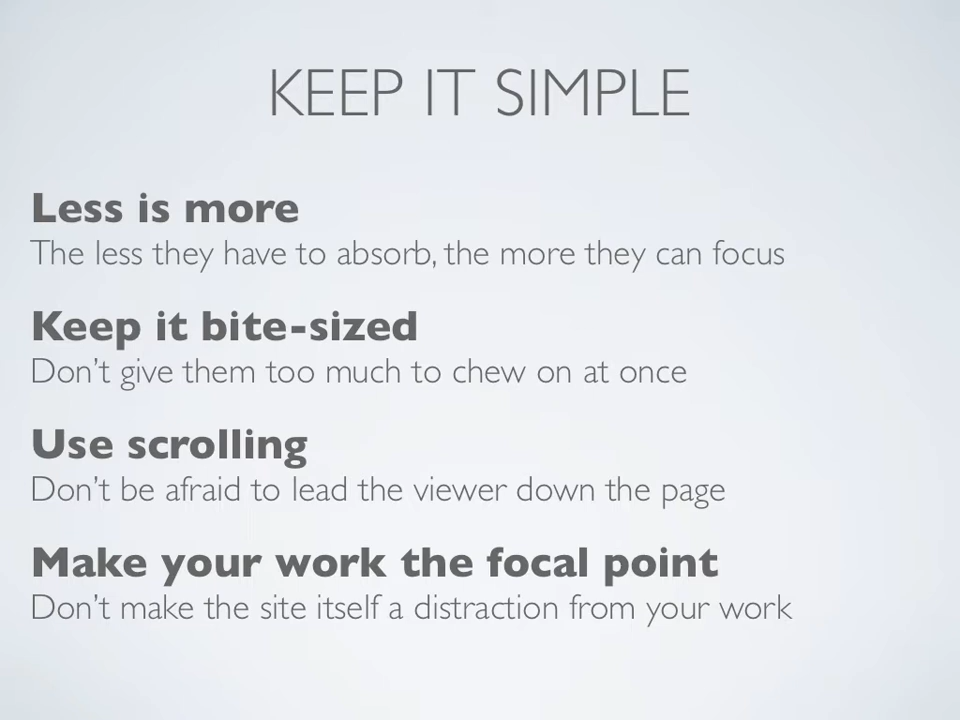 KEEP IT SIMPLE
Less is more
The less they have to absorb, the more they can focus
Keep it bite-sized
Don’t give them too much to chew on at once
Use scrolling
Don’t be afraid to lead the viewer down the page
Make your work the focal point
Don’t make the site itself a distraction from your work